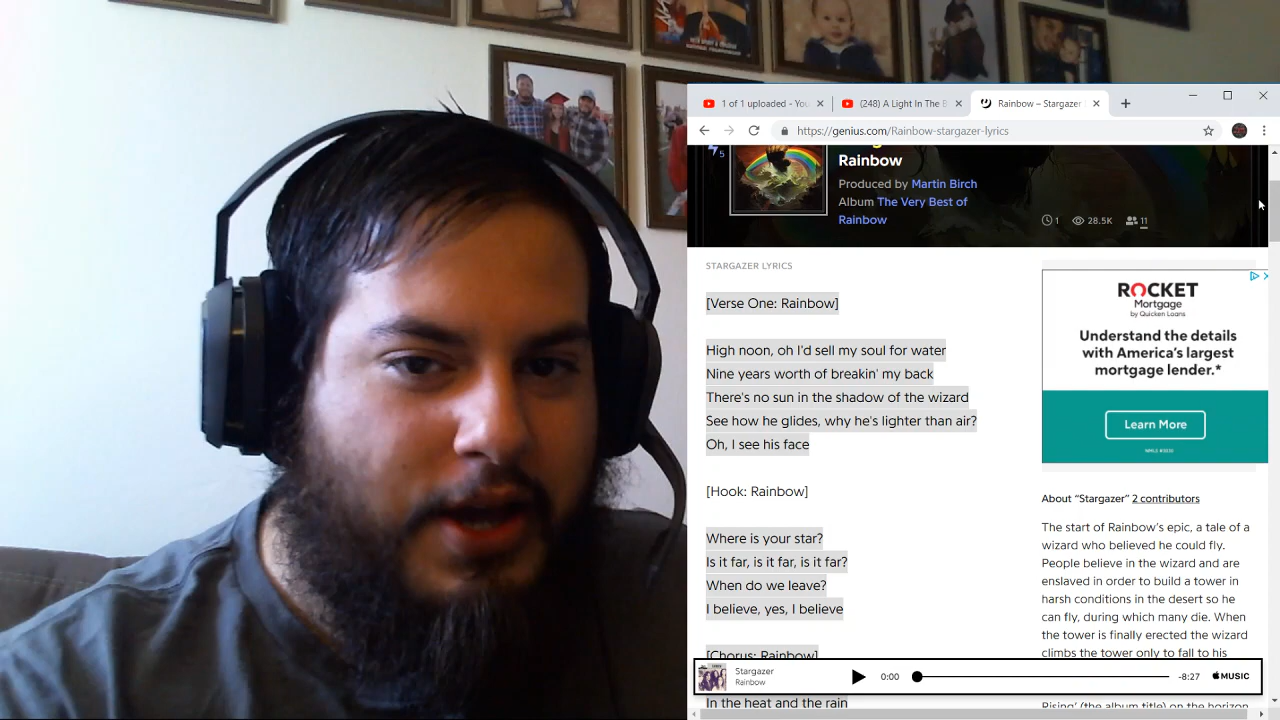 1 of 1 uploaded - You
(248) A Light In The B
Rainbow – Stargazer
https://genius.com/Rainbow-stargazer-lyrics
5
Rainbow
Produced by Martin Birch
Album The Very Best of
Rainbow
1 28.5K 11
STARGAZER LYRICS
[Verse One: Rainbow]
High noon, oh I'd sell my soul for water
Nine years worth of breakin' my back
There's no sun in the shadow of the wizard
See how he glides, why he's lighter than air?
Oh, I see his face
[Hook: Rainbow]
Where is your star?
Is it far, is it far, is it far?
When do we leave?
I believe, yes, I believe
[Chorus: Rainbow]
In the heat and the rain
ROCKET
Mortgage
by Quicken Loans
Understand the details
with America's largest
mortgage lender.*
Learn More
About “Stargazer” 2 contributors
The start of Rainbow's epic, a tale of a
wizard who believed he could fly.
People believe in the wizard and are
enslaved in order to build a tower in
harsh conditions in the desert so he
can fly, during which many die. When
the tower is finally erected the wizard
climbs the tower only to fall to his
Rising' (the album title) on the horizon
Stargazer
Rainbow
0:00
-8:27
MUSIC